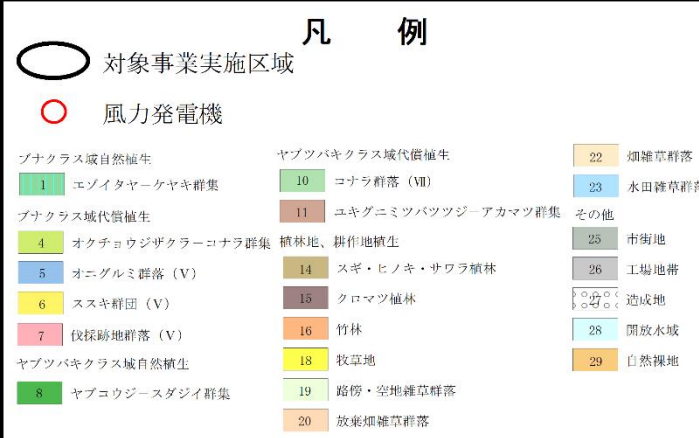 凡 例
対象事業実施区域
風力発電機
ブナクラス域自然植生
1 エゾイタヤーケヤキ群集
ブナクラス域代償植生
4 オクチョウジザクラーコナラ群集
5 オニグルミ群落（V）
6 ススキ群団（V）
7 伐採跡地群落（V）
ヤブツバキクラス域自然植生
8 ヤブコウジースダジイ群集
ヤブツバキクラス域代償植生
10 コナラ群落（Ⅶ）
11 ユキグニミツバツツジーアカマツ群集
植林地、耕作地植生
14 スギ・ヒノキ・サワラ植林
15 クロマツ植林
16 竹林
18 牧草地
19 路傍・空地雑草群落
20 放棄畑雑草群落
22 畑雑草群落
23 水田雑草群落
その他
25 市街地
26 工場地帯
27 造成地
28 開放水域
29 自然裸地